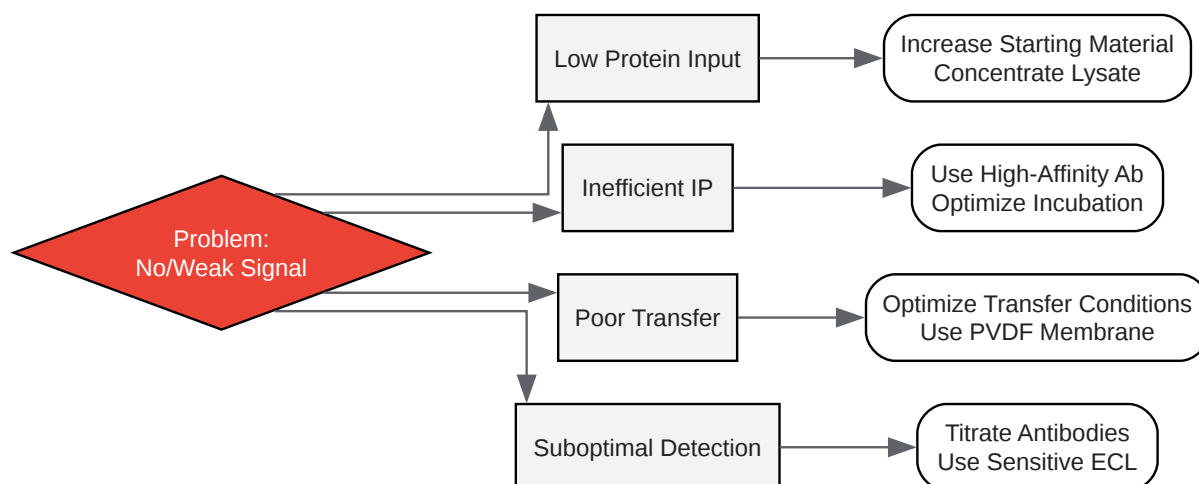 Low Protein Input
Increase Starting Material
Concentrate Lysate
Inefficient IP
Use High-Affinity Ab
Optimize Incubation
Problem:
No/Weak Signal
Poor Transfer
Optimize Transfer Conditions
Use PVDF Membrane
Suboptimal Detection
Titrate Antibodies
Use Sensitive ECL